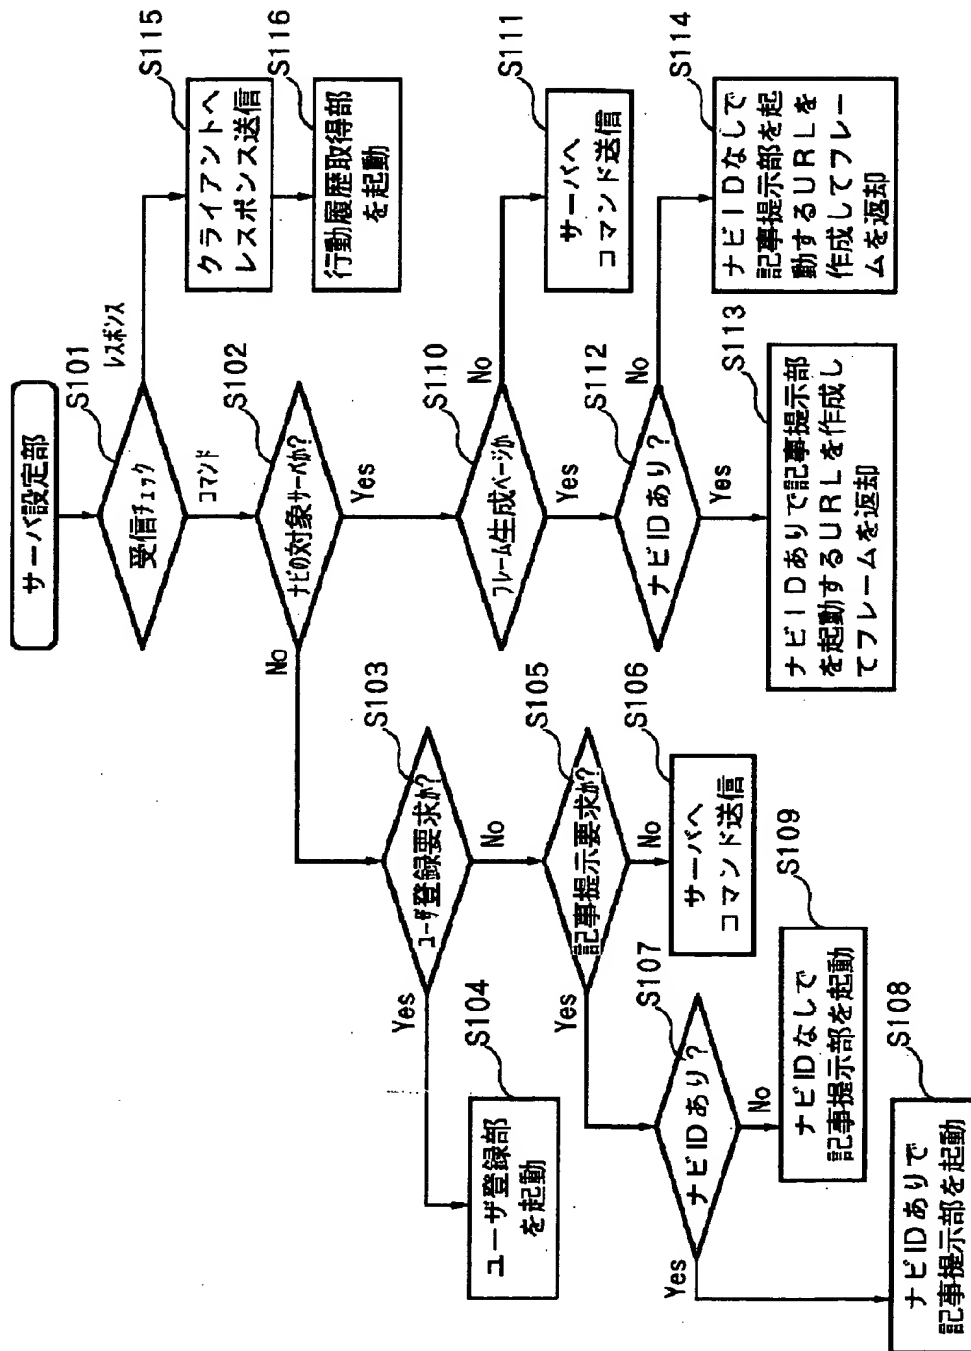 サーバ設定部
S101
受信チェック
レスポンス
コマンド
S115
クライアントへ
レスポンス送信
S116
行動履歴取得部
を起動
S102
ナビの対象サーバか?
No
Yes
S103
ユーザ登録要求か?
Yes
No
S104
ユーザ登録部
を起動
S105
記事提示要求か?
Yes
No
S106
サーバへ
コマンド送信
S107
ナビIDあり?
Yes
No
S109
ナビIDなしで
記事提示部を起動
S108
ナビIDありで
記事提示部を起動
S110
フレーム生成ページか
No
Yes
S111
サーバへ
コマンド送信
S112
ナビIDあり?
No
Yes
S113
ナビIDありで記事提示部
を起動するURLを作成し
てフレームを返却
S114
ナビIDなしで
記事提示部を起
動するURLを
作成してフレー
ムを返却